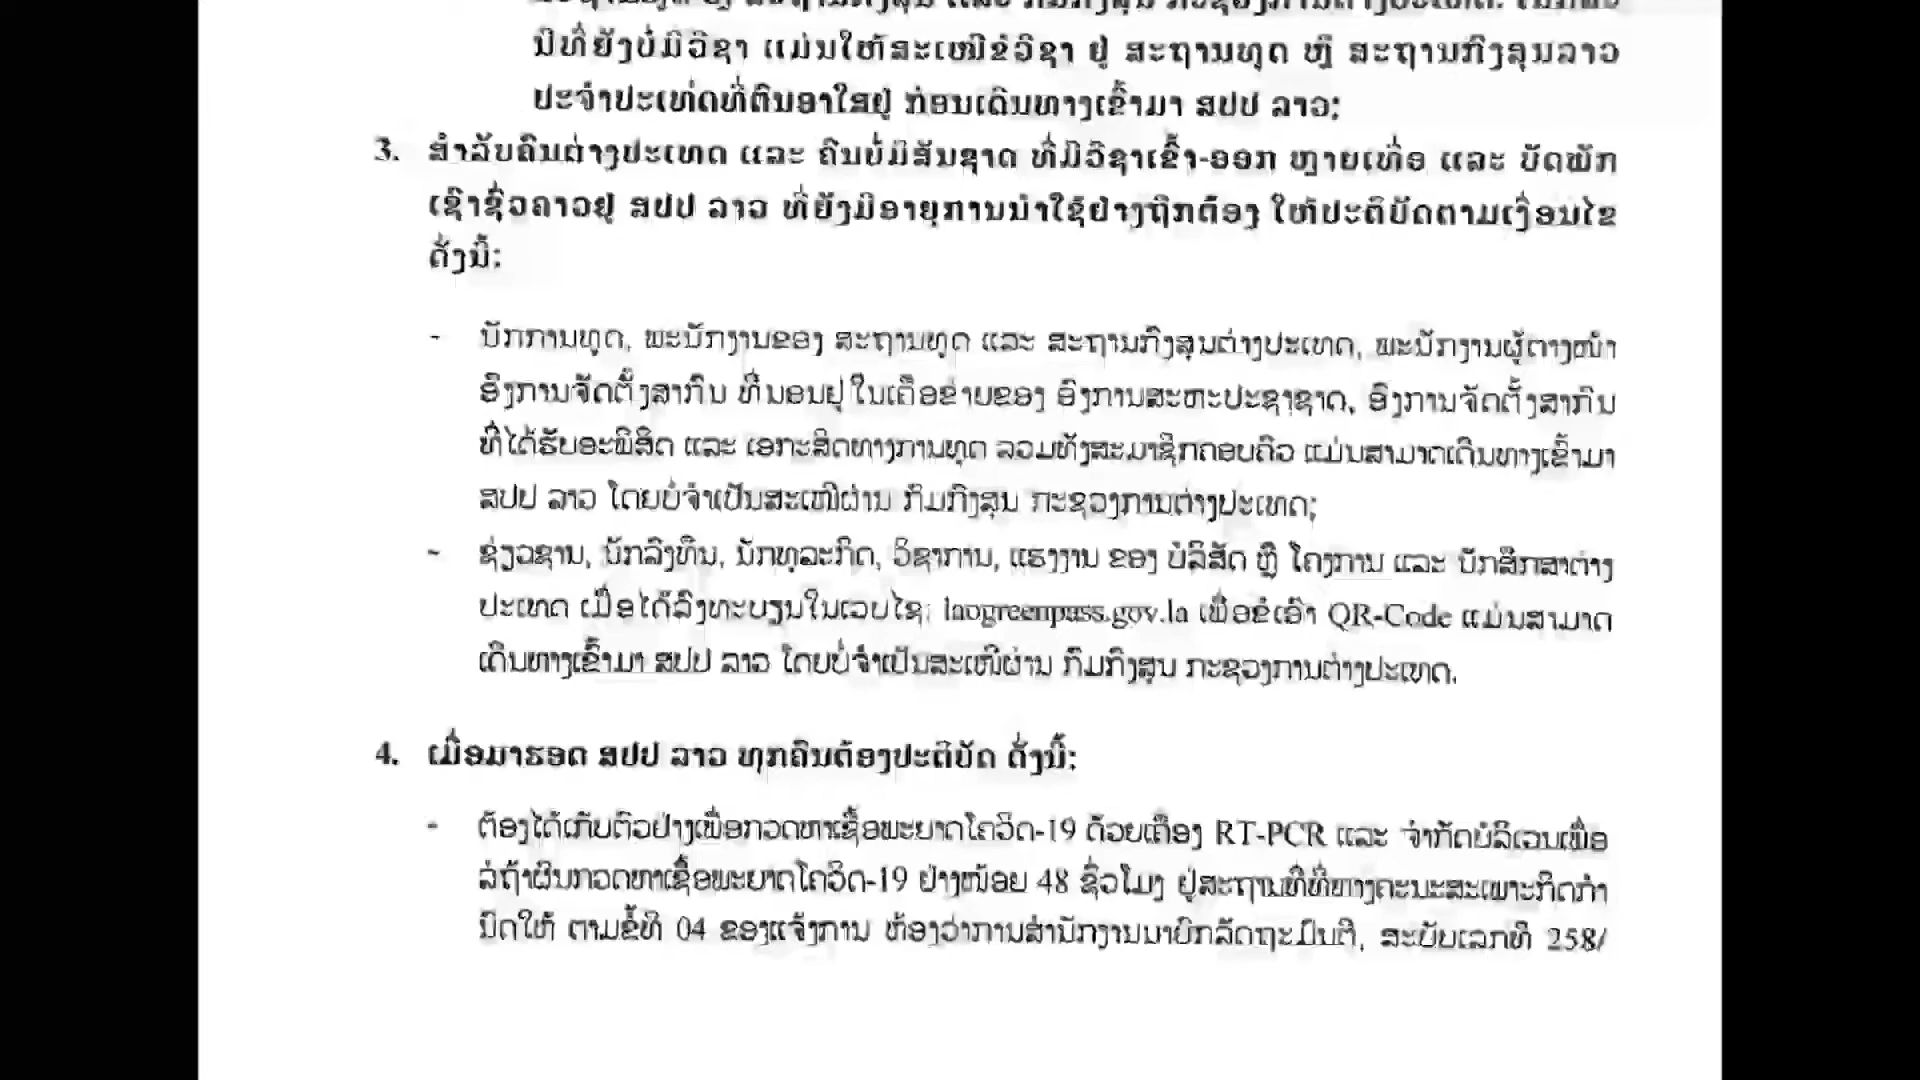 ມີທີ່ຍັງບໍ່ມີວີຊາ ແມ່ນໃຫ້ສະເໜີຂໍວີຊາ ຢູ່ ສະຖານທູດ ຫຼື ສະຖານກົງສຸນລາວ
ປະຈຳປະເທດທີ່ຕົນອາໃສຢູ່ ກ່ອນເດີນທາງເຂົ້າມາ ສປປ ລາວ;
3. ສຳລັບຄົນຕ່າງປະເທດ ແລະ ຄົນບໍ່ມີສັນຊາດ ທີ່ມີວີຊາເຂົ້າ-ອອກ ຫຼາຍເທື່ອ ແລະ ບັດພັກ
ເຊົາຊົ່ວຄາວຢູ່ ສປປ ລາວ ທີ່ຍັງມີອາຍຸການນຳໃຊ້ຢ່າງຖືກຕ້ອງ ໃຫ້ປະຕິບັດຕາມເງື່ອນໄຂ
ດັ່ງນີ້:
- ນັກການທູດ, ພະນັກງານຂອງ ສະຖານທູດ ແລະ ສະຖານກົງສຸນຕ່າງປະເທດ, ພະນັກງານຜູ້ຕາງໜ້າ
ອົງການຈັດຕັ້ງສາກົນ ທີ່ນອນຢູ່ໃນເຄືອຂ່າຍຂອງ ອົງການສະຫະປະຊາຊາດ, ອົງການຈັດຕັ້ງສາກົນ
ທີ່ໄດ້ຮັບອະພິສິດ ແລະ ເອກະສິດທາງການທູດ ລວມທັງສະມາຊິກຄອບຄົວ ແມ່ນສາມາດເດີນທາງເຂົ້າມາ
ສປປ ລາວ ໂດຍບໍ່ຈຳເປັນສະເໜີຜ່ານ ກົມກົງສຸນ ກະຊວງການຕ່າງປະເທດ;
- ຊ່ຽວຊານ, ນັກລົງທຶນ, ນັກທຸລະກິດ, ວິຊາການ, ແຮງງານ ຂອງ ບໍລິສັດ ຫຼື ໂຄງການ ແລະ ນັກສຶກສາຕ່າງ
ປະເທດ ເມື່ອໄດ້ລົງທະບຽນໃນເວບໄຊ: laogreenpass.gov.la ເພື່ອຂໍເອົາ QR-Code ແມ່ນສາມາດ
ເດີນທາງເຂົ້າມາ ສປປ ລາວ ໂດຍບໍ່ຈຳເປັນສະເໜີຜ່ານ ກົມກົງສຸນ ກະຊວງການຕ່າງປະເທດ.
4. ເມື່ອມາຮອດ ສປປ ລາວ ທຸກຄົນຕ້ອງປະຕິບັດ ດັ່ງນີ້:
- ຕ້ອງໄດ້ເກັບຕົວຢ່າງເພື່ອກວດຫາເຊື້ອພະຍາດໂຄວິດ-19 ດ້ວຍເຄື່ອງ RT-PCR ແລະ ຈຳກັດບໍລິເວນເພື່ອ
ລໍຖ້າຜົນກວດຫາເຊື້ອພະຍາດໂຄວິດ-19 ຢ່າງໜ້ອຍ 48 ຊົ່ວໂມງ ຢູ່ສະຖານທີ່ທີ່ທາງຄະນະສະເພາະກິດກຳ
ນົດໃຫ້ ຕາມຂໍ້ທີ 04 ຂອງແຈ້ງການ ຫ້ອງວ່າການສຳນັກງານນາຍົກລັດຖະມົນຕີ, ສະບັບເລກທີ 258/